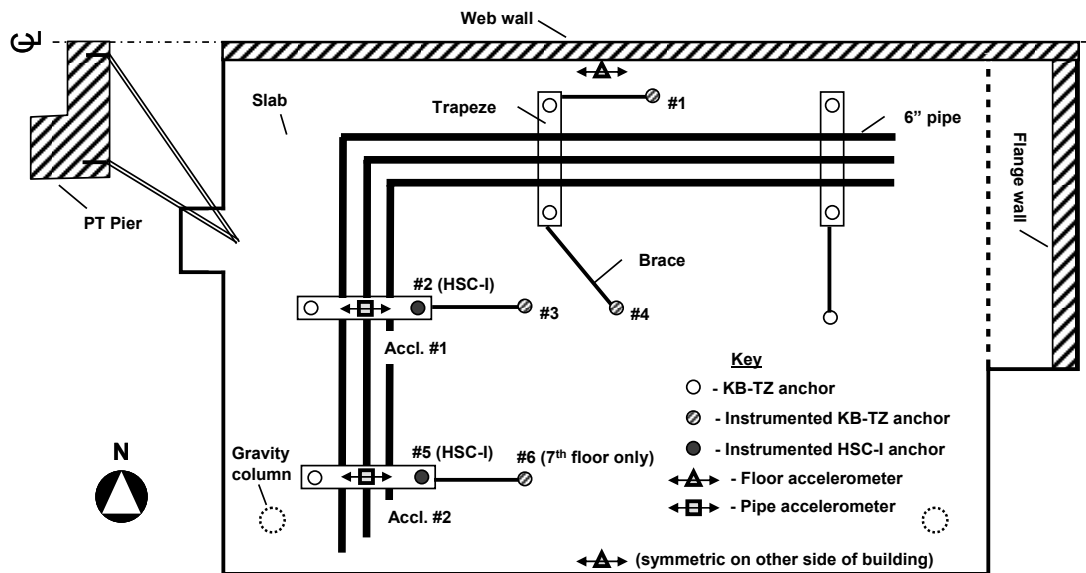 Web wall
℄
#1
Slab
Trapeze
6” pipe
Flange wall
PT Pier
Brace
#2 (HSC-I)
#3
#4
Accl. #1
Key
- KB-TZ anchor
- Instrumented KB-TZ anchor
- Instrumented HSC-I anchor
- Floor accelerometer
- Pipe accelerometer
N
Gravity
column
#5 (HSC-I)
#6 (7th floor only)
Accl. #2
(symmetric on other side of building)